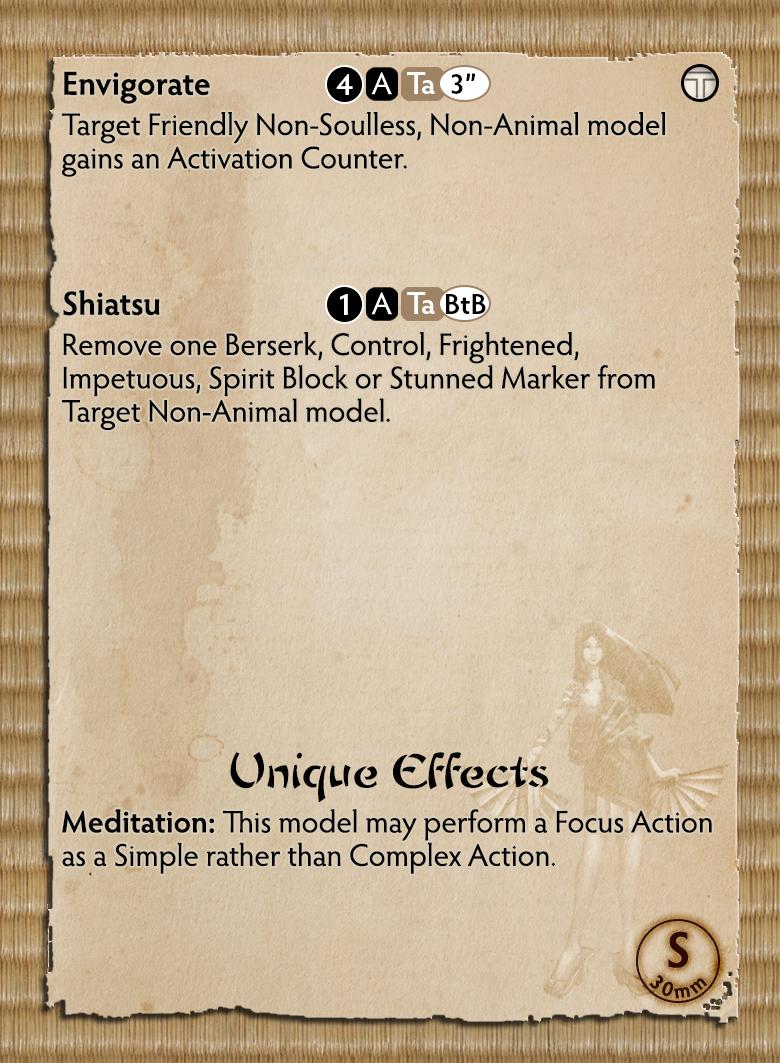 Envigorate 4 A Ta 3”
Target Friendly Non-Soulless, Non-Animal model
gains an Activation Counter.
Shiatsu 1 A Ta BtB
Remove one Berserk, Control, Frightened,
Impetuous, Spirit Block or Stunned Marker from
Target Non-Animal model.
Unique Effects
Meditation: This model may perform a Focus Action
as a Simple rather than Complex Action.
S
30mm